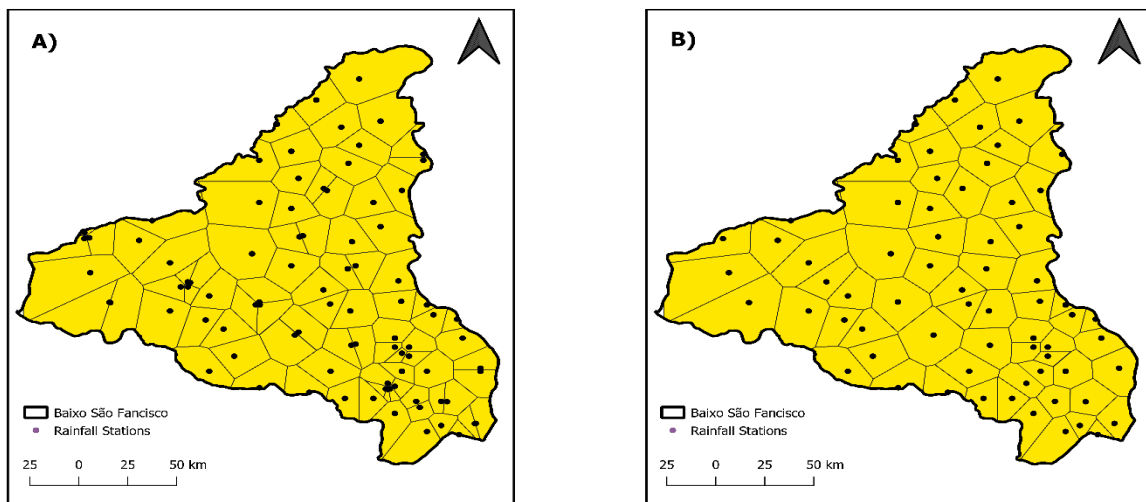 A)
Baixo São Fancisco
Rainfall Stations
25 0 25 50 km
B)
Baixo São Fancisco
Rainfall Stations
25 0 25 50 km